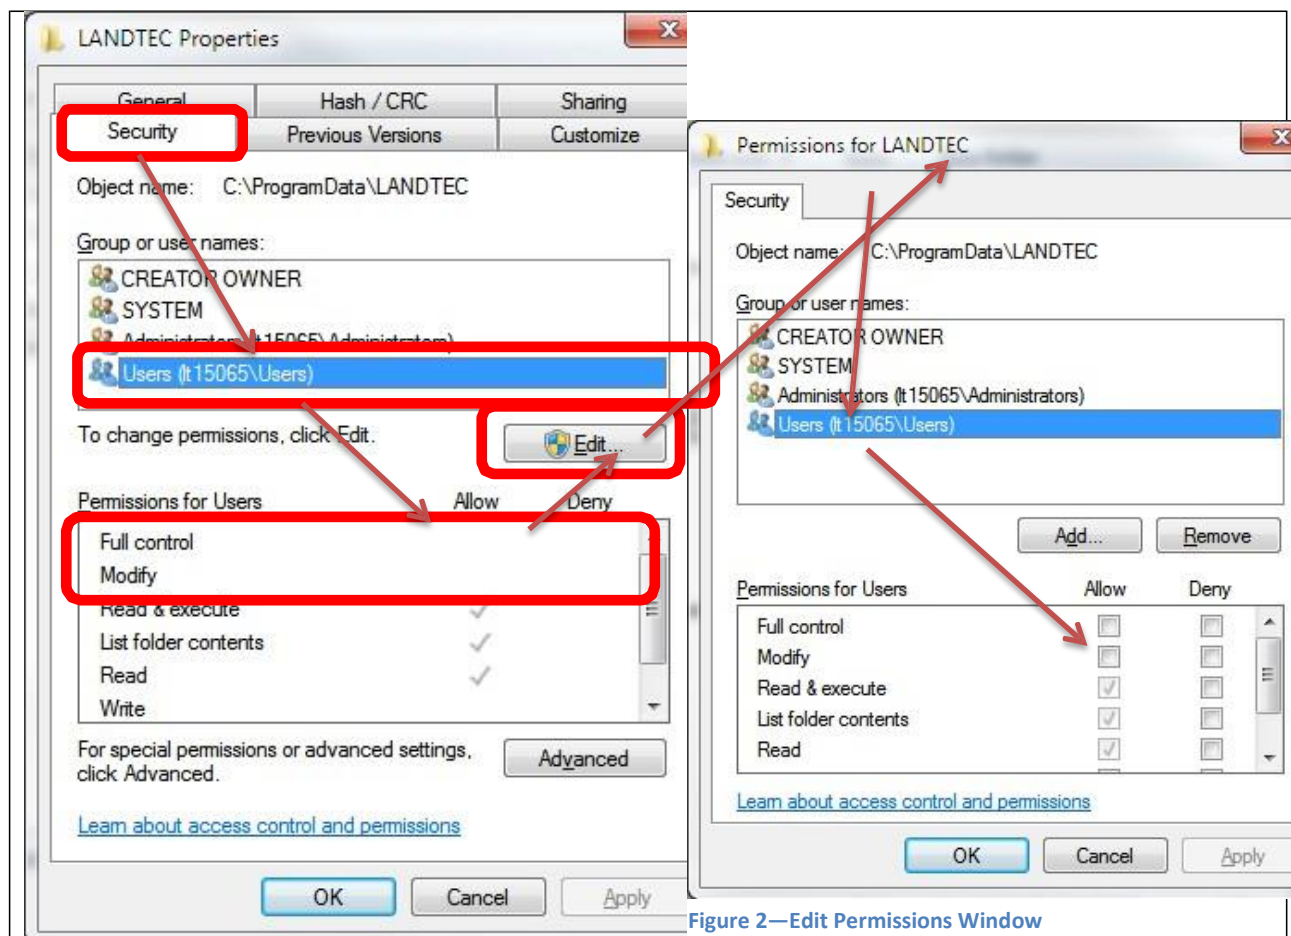 LANDTEC Properties
General Hash / CRC Sharing
Security Previous Versions Customize
Object name: C:\ProgramData\LANDTEC
Group or user names:
CREATOR OWNER
SYSTEM
Administrators (lt15065\Administrators)
Users (lt15065\Users)
To change permissions, click Edit.
Edit...
Permissions for Users Allow Deny
Full control
Modify
Read & execute
List folder contents
Read
Write
For special permissions or advanced settings,
click Advanced.
Advanced
Learn about access control and permissions
OK Cancel Apply
Permissions for LANDTEC
Security
Object name: C:\ProgramData\LANDTEC
Group or user names:
CREATOR OWNER
SYSTEM
Administrators (lt15065\Administrators)
Users (lt15065\Users)
Add... Remove
Permissions for Users Allow Deny
Full control
Modify
Read & execute
List folder contents
Read
Learn about access control and permissions
OK Cancel Apply
Figure 2—Edit Permissions Window